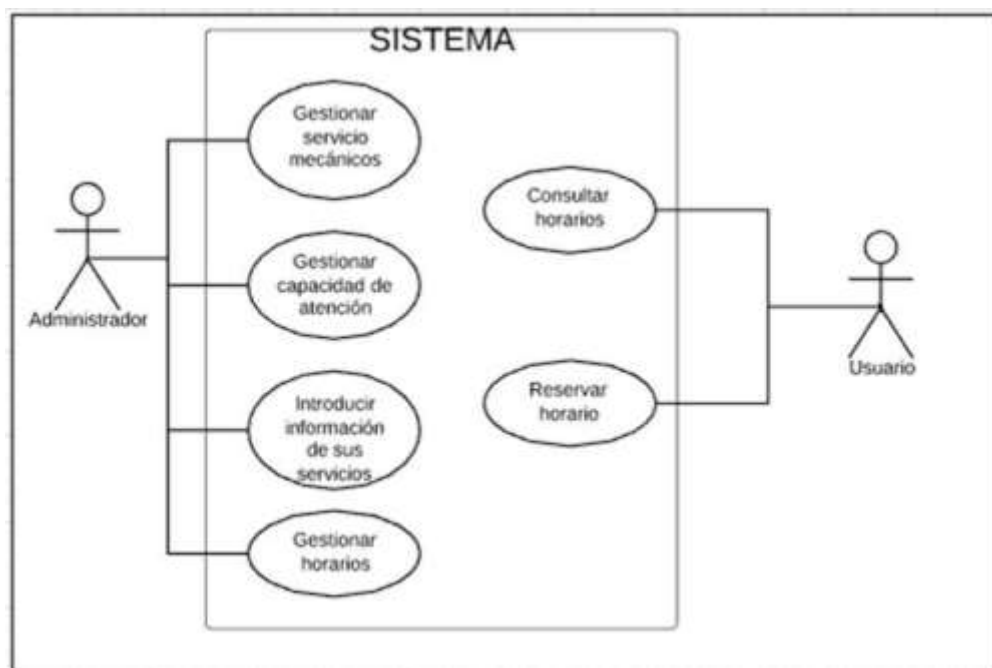 SISTEMA
Gestionar
servicio
mecánicos
Administrador
Gestionar
capacidad de
atención
Introducir
información
de sus
servicios
Gestionar
horarios
Consultar
horarios
Reservar
horario
Usuario